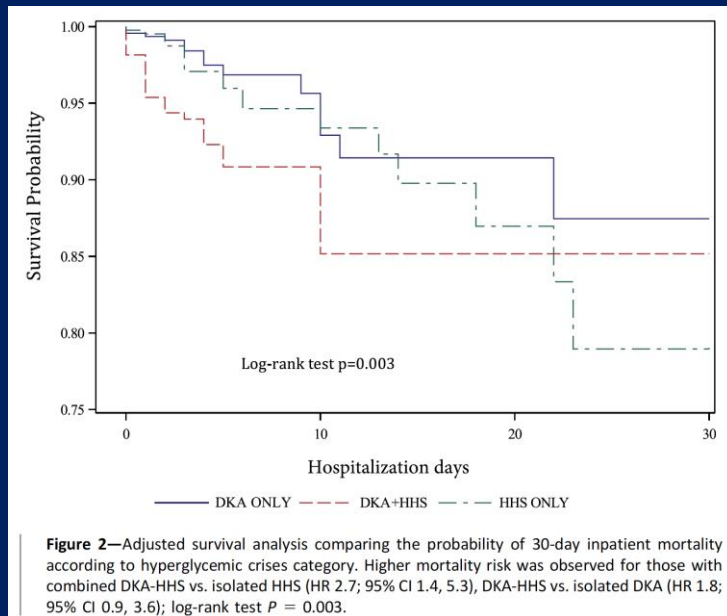 1.00
0.95
0.90
0.85
0.80
0.75
Survival Probability
Log-rank test p=0.003
0 10 20 30
Hospitalization days
DKA ONLY DKA+HHS HHS ONLY
Figure 2—Adjusted survival analysis comparing the probability of 30-day inpatient mortality
according to hyperglycemic crises category. Higher mortality risk was observed for those with
combined DKA-HHS vs. isolated HHS (HR 2.7; 95% CI 1.4, 5.3), DKA-HHS vs. isolated DKA (HR 1.8;
95% CI 0.9, 3.6); log-rank test P = 0.003.